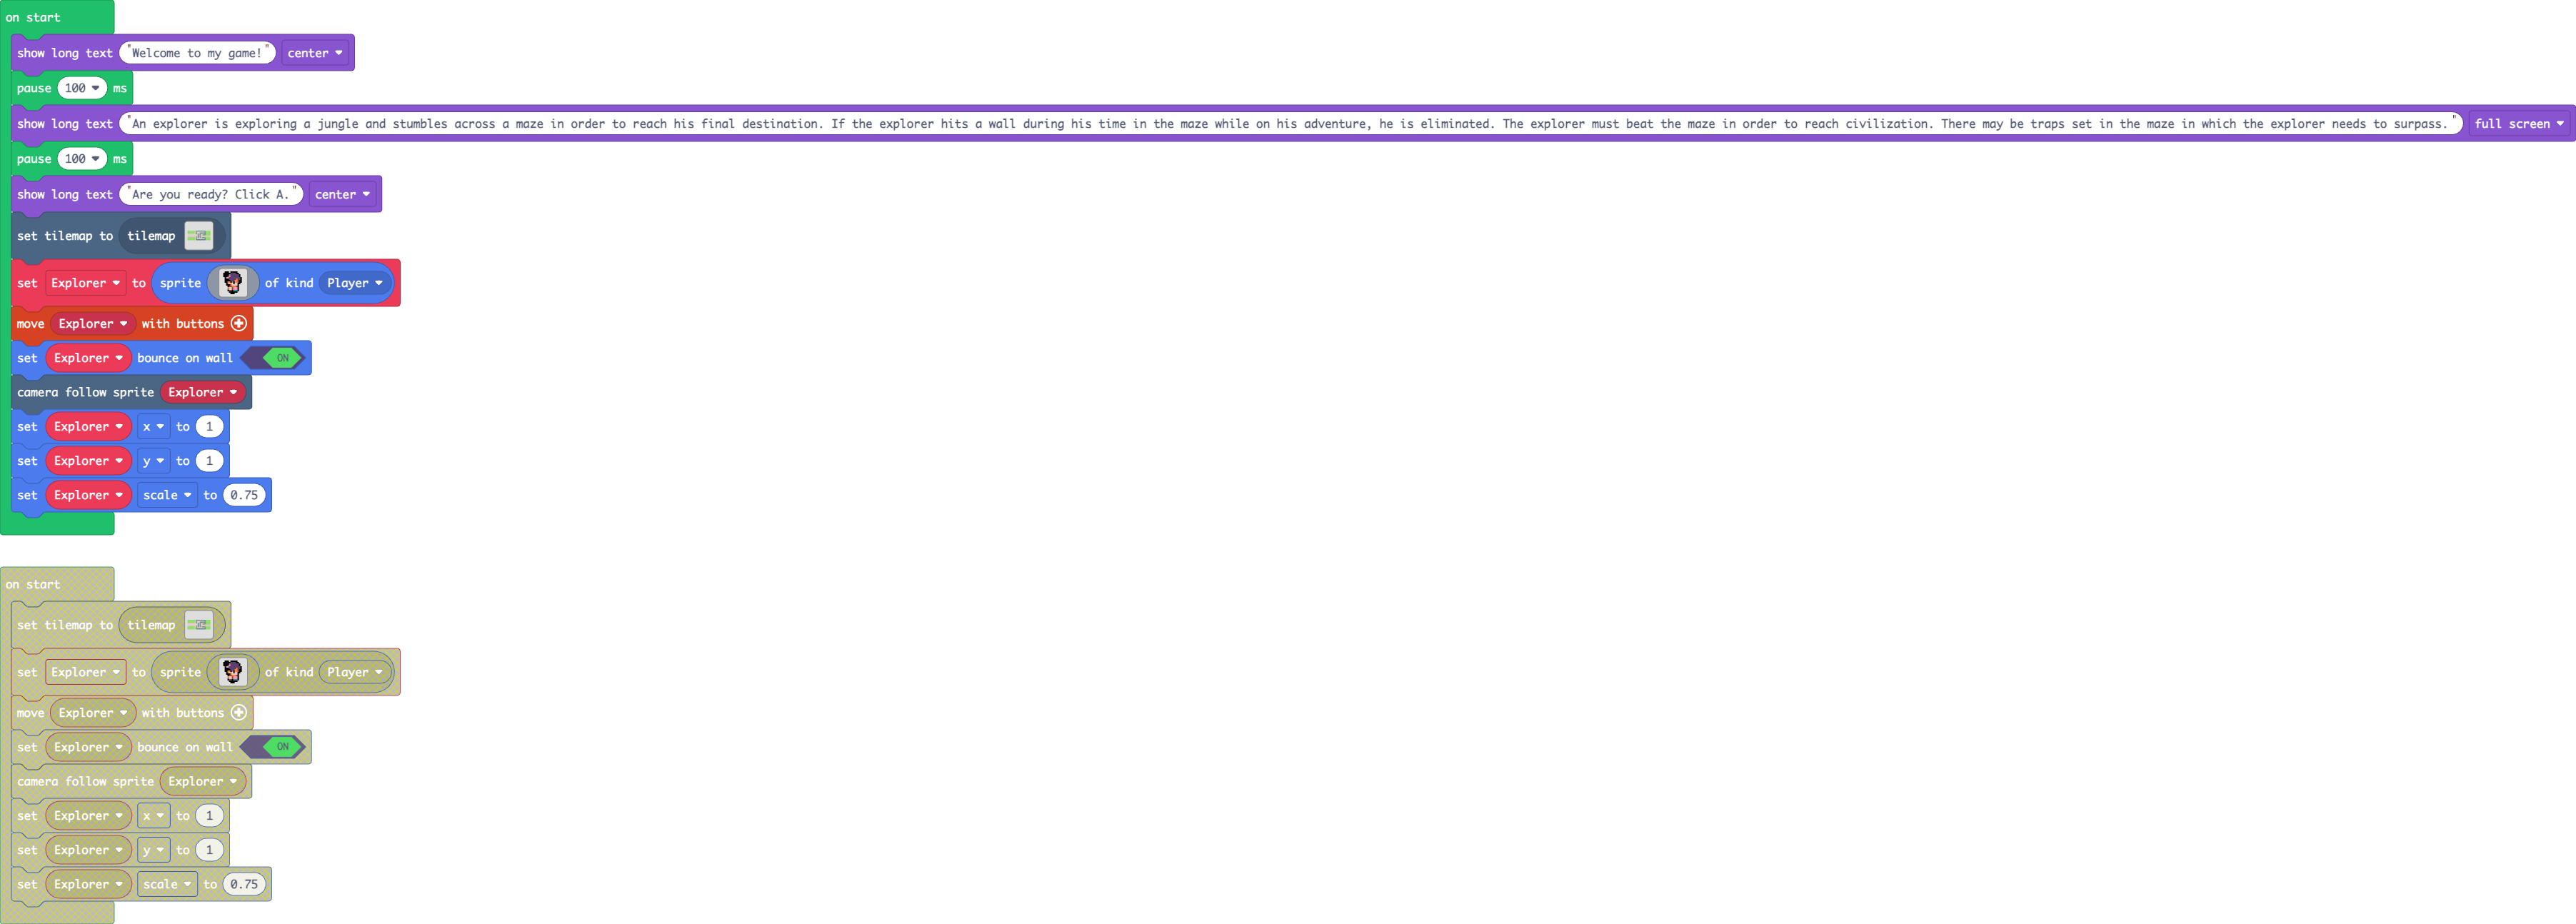 on start
show long text "Welcome to my game!" center
pause 100 ms
show long text "An explorer is exploring a jungle and stumbles across a maze in order to reach his final destination. If the explorer hits a wall during his time in the maze while on his adventure, he is eliminated. The explorer must beat the maze in order to reach civilization. There may be traps set in the maze in which the explorer needs to surpass. " full screen
pause 100 ms
show long text "Are you ready? Click A. " center
set tilemap to tilemap
set Explorer to sprite of kind Player
move Explorer with buttons
set Explorer bounce on wall ON
camera follow sprite Explorer
set Explorer x to 1
set Explorer y to 1
set Explorer scale to 0.75
on start
set tilemap to tilemap
set Explorer to sprite of kind Player
move Explorer with buttons
set Explorer bounce on wall ON
camera follow sprite Explorer
set Explorer x to 1
set Explorer y to 1
set Explorer scale to 0.75